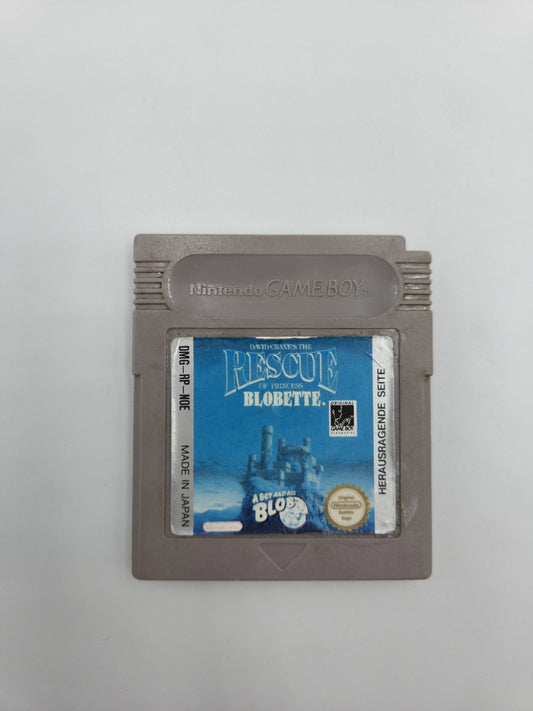 Nintendo GAME BOY™
DAVID CRANE'S THE
RESCUE
OF PRINCESS
BLOBETTE
ORIGINAL
GAME BOY
A BOY AND HIS
BLOB
Original
Nintendo
DMG-RP-NOE
MADE IN JAPAN
HERAUSRAGENDE SEITE